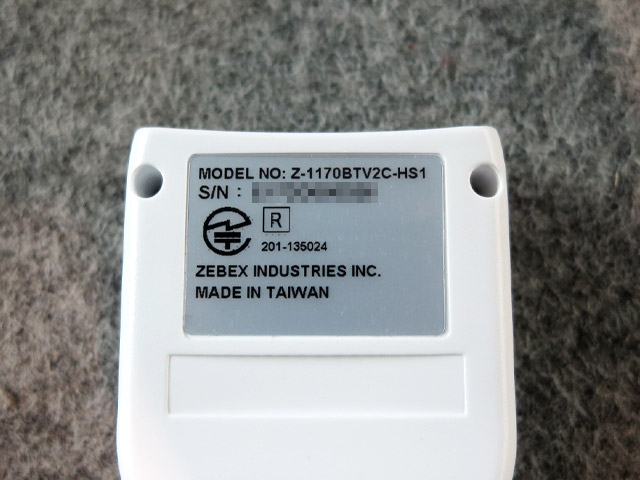 MODEL NO: Z-1170BTV2C-HS1
S/N :
R
201-135024
ZEBEX INDUSTRIES INC.
MADE IN TAIWAN